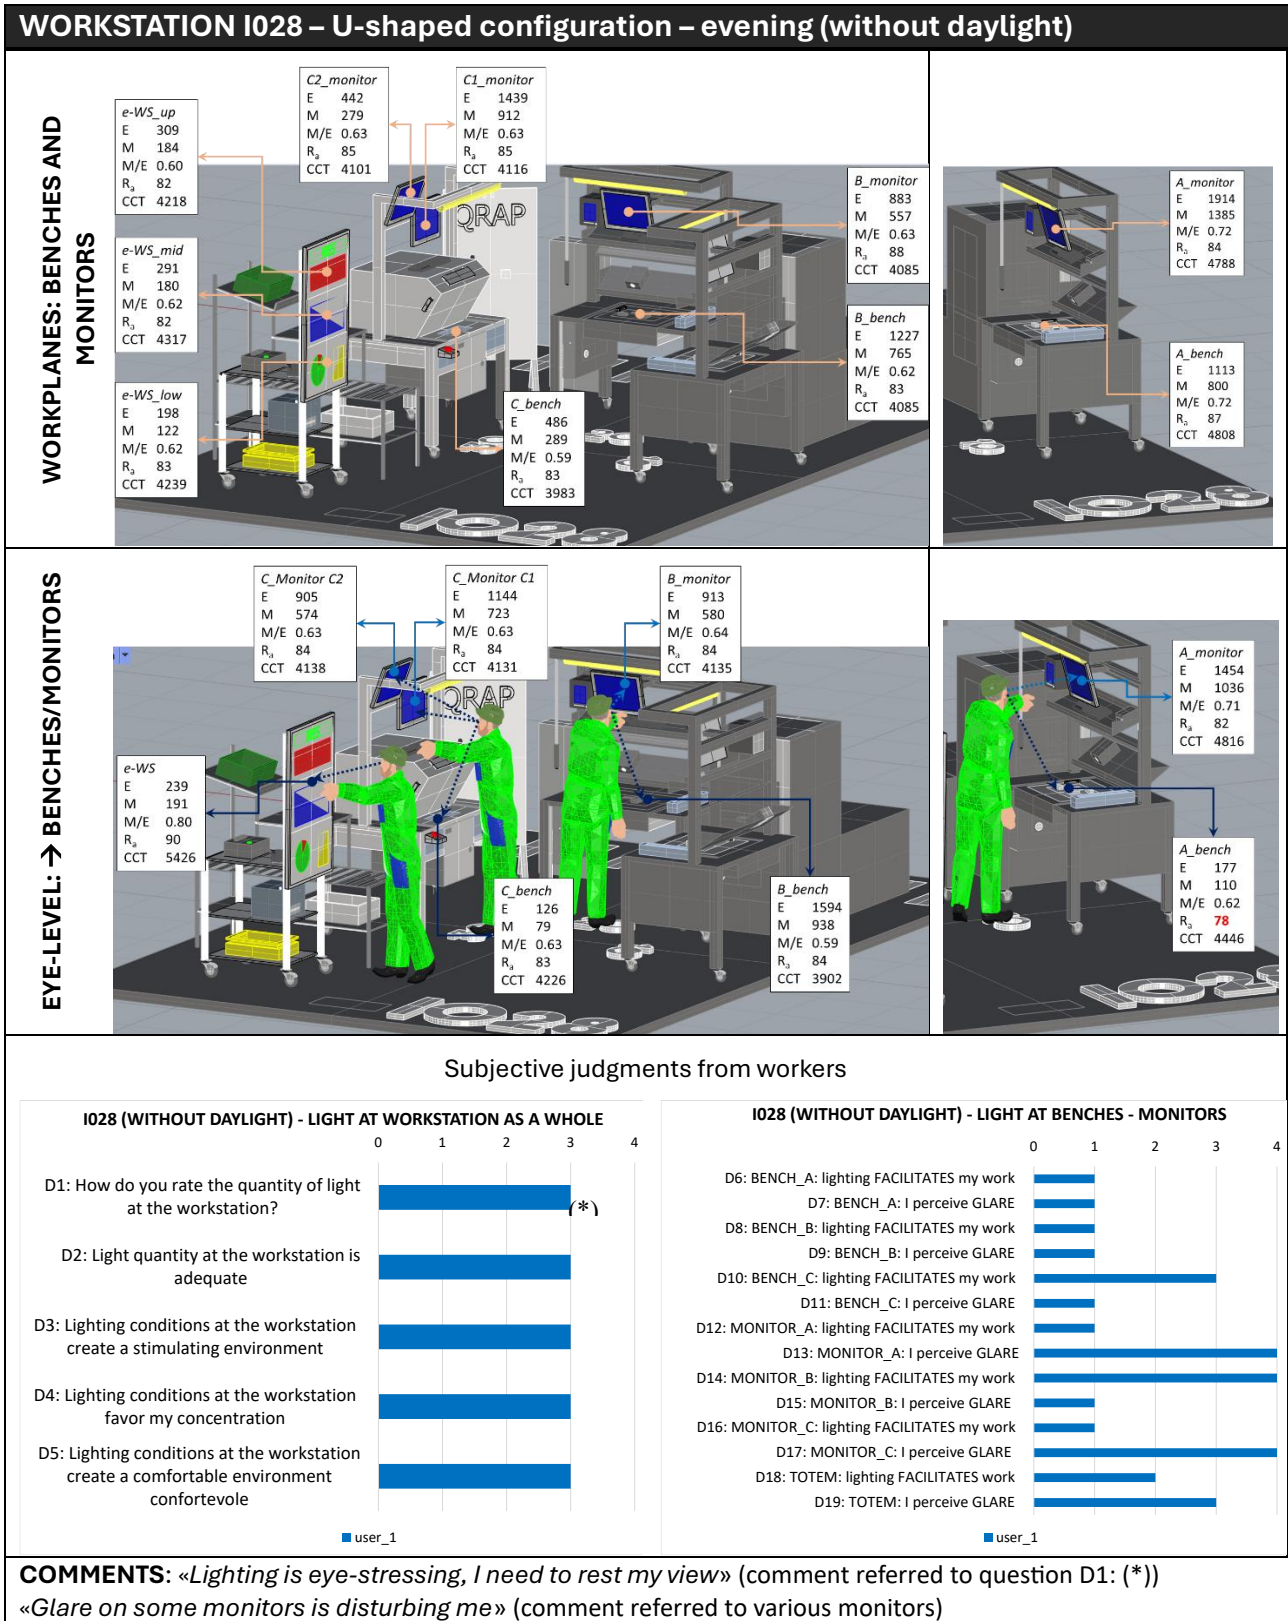 WORKSTATION I028 – U-shaped configuration – evening (without daylight)
WORKPLANES: BENCHES AND
MONITORS
e-WS_up
E 309
M 184
M/E 0.60
Ra 82
CCT 4218
C2_monitor
E 442
M 279
M/E 0.63
Ra 85
CCT 4101
C1_monitor
E 1439
M 912
M/E 0.63
Ra 85
CCT 4116
e-WS_mid
E 291
M 180
M/E 0.62
Ra 82
CCT 4317
e-WS_low
E 198
M 122
M/E 0.62
Ra 83
CCT 4239
C_bench
E 486
M 289
M/E 0.59
Ra 83
CCT 3983
B_monitor
E 883
M 557
M/E 0.63
Ra 88
CCT 4085
B_bench
E 1227
M 765
M/E 0.62
Ra 83
CCT 4085
QRAP
I028
A_monitor
E 1914
M 1385
M/E 0.72
Ra 84
CCT 4788
A_bench
E 1113
M 800
M/E 0.72
Ra 87
CCT 4808
I028
EYE-LEVEL: → BENCHES/MONITORS
C_Monitor C2
E 905
M 574
M/E 0.63
Ra 84
CCT 4138
C_Monitor C1
E 1144
M 723
M/E 0.63
Ra 84
CCT 4131
B_monitor
E 913
M 580
M/E 0.64
Ra 84
CCT 4135
e-WS
E 239
M 191
M/E 0.80
Ra 90
CCT 5426
C_bench
E 126
M 79
M/E 0.63
Ra 83
CCT 4226
B_bench
E 1594
M 938
M/E 0.59
Ra 84
CCT 3902
QRAP
I028
A_monitor
E 1454
M 1036
M/E 0.71
Ra 82
CCT 4816
A_bench
E 177
M 110
M/E 0.62
Ra 78
CCT 4446
I028
Subjective judgments from workers
I028 (WITHOUT DAYLIGHT) - LIGHT AT WORKSTATION AS A WHOLE
0 1 2 3 4
D1: How do you rate the quantity of light
at the workstation?
(*)
D2: Light quantity at the workstation is
adequate
D3: Lighting conditions at the workstation
create a stimulating environment
D4: Lighting conditions at the workstation
favor my concentration
D5: Lighting conditions at the workstation
create a comfortable environment
confortevole
user_1
I028 (WITHOUT DAYLIGHT) - LIGHT AT BENCHES - MONITORS
0 1 2 3 4
D6: BENCH_A: lighting FACILITATES my work
D7: BENCH_A: I perceive GLARE
D8: BENCH_B: lighting FACILITATES my work
D9: BENCH_B: I perceive GLARE
D10: BENCH_C: lighting FACILITATES my work
D11: BENCH_C: I perceive GLARE
D12: MONITOR_A: lighting FACILITATES my work
D13: MONITOR_A: I perceive GLARE
D14: MONITOR_B: lighting FACILITATES my work
D15: MONITOR_B: I perceive GLARE
D16: MONITOR_C: lighting FACILITATES my work
D17: MONITOR_C: I perceive GLARE
D18: TOTEM: lighting FACILITATES work
D19: TOTEM: I perceive GLARE
user_1
COMMENTS: «Lighting is eye-stressing, I need to rest my view» (comment referred to question D1: (*))
«Glare on some monitors is disturbing me» (comment referred to various monitors)